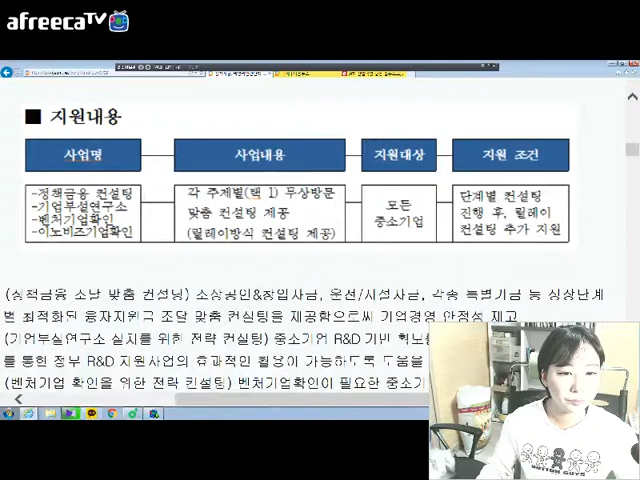 afreecaTV
■ 지원내용
사업명 사업내용 지원대상 지원 조건
-정책금융 컨설팅
-기업부설연구소
-벤처기업확인
-이노비즈기업확인
각 주제별(택 1) 무상방문
맞춤 컨설팅 제공
(릴레이방식 컨설팅 제공)
모든
중소기업
단계별 컨설팅
진행 후, 릴레이
컨설팅 추가 지원
(정책금융 조달 맞춤 컨설팅) 소상공인&창업자금, 운전/시설자금, 각종 특별기금 등 성장단계
별 최적화된 융자지원금 조달 맞춤 컨설팅을 제공함으로써 기업경영 안정성 제고
(기업부설연구소 설치를 위한 전략 컨설팅) 중소기업 R&D 기반 확보를
를 통한 정부 R&D 지원사업의 효과적인 활용이 가능하도록 도움을
(벤처기업 확인을 위한 전략 컨설팅) 벤처기업확인이 필요한 중소기
COTTON GUYS